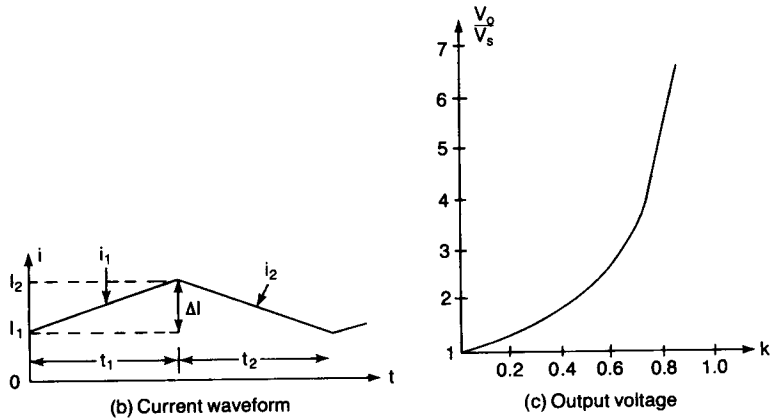 i
I₂
I₁
0
i₁
i₂
ΔI
t₁
t₂
t
(b) Current waveform
Vₒ
Vₛ
7
6
5
4
3
2
1
0.2 0.4 0.6 0.8 1.0
k
(c) Output voltage